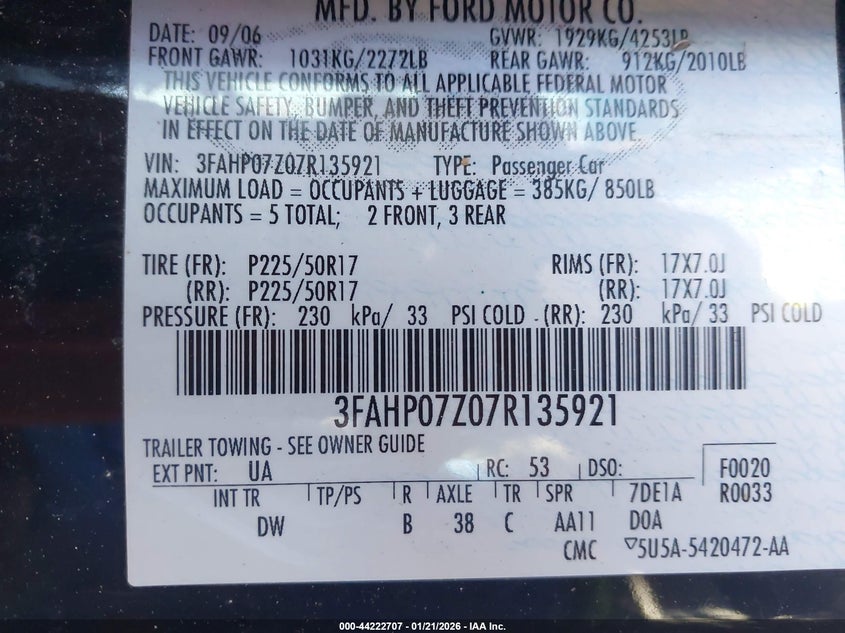 MFD. BY FORD MOTOR CO.
DATE: 09/06 GVWR: 1929KG/4253LB
FRONT GAWR: 1031KG/2272LB REAR GAWR: 912KG/2010LB
THIS VEHICLE CONFORMS TO ALL APPLICABLE FEDERAL MOTOR
VEHICLE SAFETY, BUMPER, AND THEFT PREVENTION STANDARDS
IN EFFECT ON THE DATE OF MANUFACTURE SHOWN ABOVE.
VIN: 3FAHP07Z07R135921 TYPE: Passenger Car
MAXIMUM LOAD = OCCUPANTS + LUGGAGE = 385KG/ 850LB
OCCUPANTS = 5 TOTAL; 2 FRONT, 3 REAR
TIRE (FR): P225/50R17 RIMS (FR): 17X7.0J
(RR): P225/50R17 (RR): 17X7.0J
PRESSURE (FR): 230 kPa/ 33 PSI COLD - (RR): 230 kPa/ 33 PSI COLD
3FAHP07Z07R135921
TRAILER TOWING - SEE OWNER GUIDE
EXT PNT: UA RC: 53 DSO: F0020
INT TR TP/PS R AXLE TR SPR 7DE1A R0033
DW B 38 C AA11 DOA
CMC ▽5U5A-5420472-AA
000-44222707 - 01/21/2026 - IAA Inc.